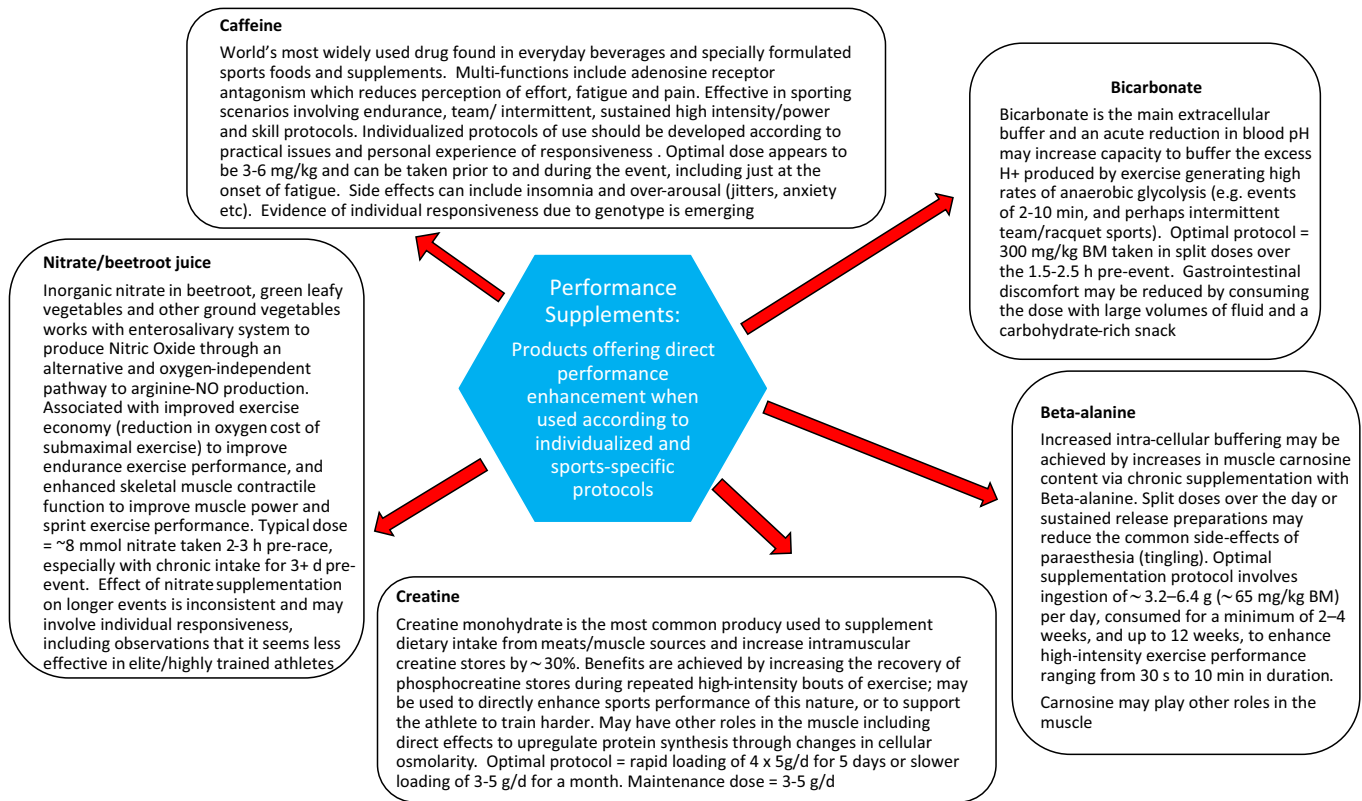 Caffeine
World's most widely used drug found in everyday beverages and specially formulated
sports foods and supplements. Multi-functions include adenosine receptor
antagonism which reduces perception of effort, fatigue and pain. Effective in sporting
scenarios involving endurance, team/ intermittent, sustained high intensity/power
and skill protocols. Individualized protocols of use should be developed according to
practical issues and personal experience of responsiveness . Optimal dose appears to
be 3-6 mg/kg and can be taken prior to and during the event, including just at the
onset of fatigue. Side effects can include insomnia and over-arousal (jitters, anxiety
etc). Evidence of individual responsiveness due to genotype is emerging
Bicarbonate
Bicarbonate is the main extracellular
buffer and an acute reduction in blood pH
may increase capacity to buffer the excess
H+ produced by exercise generating high
rates of anaerobic glycolysis (e.g. events
of 2-10 min, and perhaps intermittent
team/racquet sports). Optimal protocol =
300 mg/kg BM taken in split doses over
the 1.5-2.5 h pre-event. Gastrointestinal
discomfort may be reduced by consuming
the dose with large volumes of fluid and a
carbohydrate-rich snack
Nitrate/beetroot juice
Inorganic nitrate in beetroot, green leafy
vegetables and other ground vegetables
works with enterosalivary system to
produce Nitric Oxide through an
alternative and oxygen-independent
pathway to arginine-NO production.
Associated with improved exercise
economy (reduction in oxygen cost of
submaximal exercise) to improve
endurance exercise performance, and
enhanced skeletal muscle contractile
function to improve muscle power and
sprint exercise performance. Typical dose
= ~8 mmol nitrate taken 2-3 h pre-race,
especially with chronic intake for 3+ d pre-
event. Effect of nitrate supplementation
on longer events is inconsistent and may
involve individual responsiveness,
including observations that it seems less
effective in elite/highly trained athletes
Performance
Supplements:
Products offering direct
performance
enhancement when
used according to
individualized and
sports-specific
protocols
Beta-alanine
Increased intra-cellular buffering may be
achieved by increases in muscle carnosine
content via chronic supplementation with
Beta-alanine. Split doses over the day or
sustained release preparations may
reduce the common side-effects of
paraesthesia (tingling). Optimal
supplementation protocol involves
ingestion of ~ 3.2–6.4 g (~ 65 mg/kg BM)
per day, consumed for a minimum of 2–4
weeks, and up to 12 weeks, to enhance
high-intensity exercise performance
ranging from 30 s to 10 min in duration.
Carnosine may play other roles in the
muscle
Creatine
Creatine monohydrate is the most common producy used to supplement
dietary intake from meats/muscle sources and increase intramuscular
creatine stores by ~ 30%. Benefits are achieved by increasing the recovery of
phosphocreatine stores during repeated high-intensity bouts of exercise; may
be used to directly enhance sports performance of this nature, or to support
the athlete to train harder. May have other roles in the muscle including
direct effects to upregulate protein synthesis through changes in cellular
osmolarity. Optimal protocol = rapid loading of 4 x 5g/d for 5 days or slower
loading of 3-5 g/d for a month. Maintenance dose = 3-5 g/d